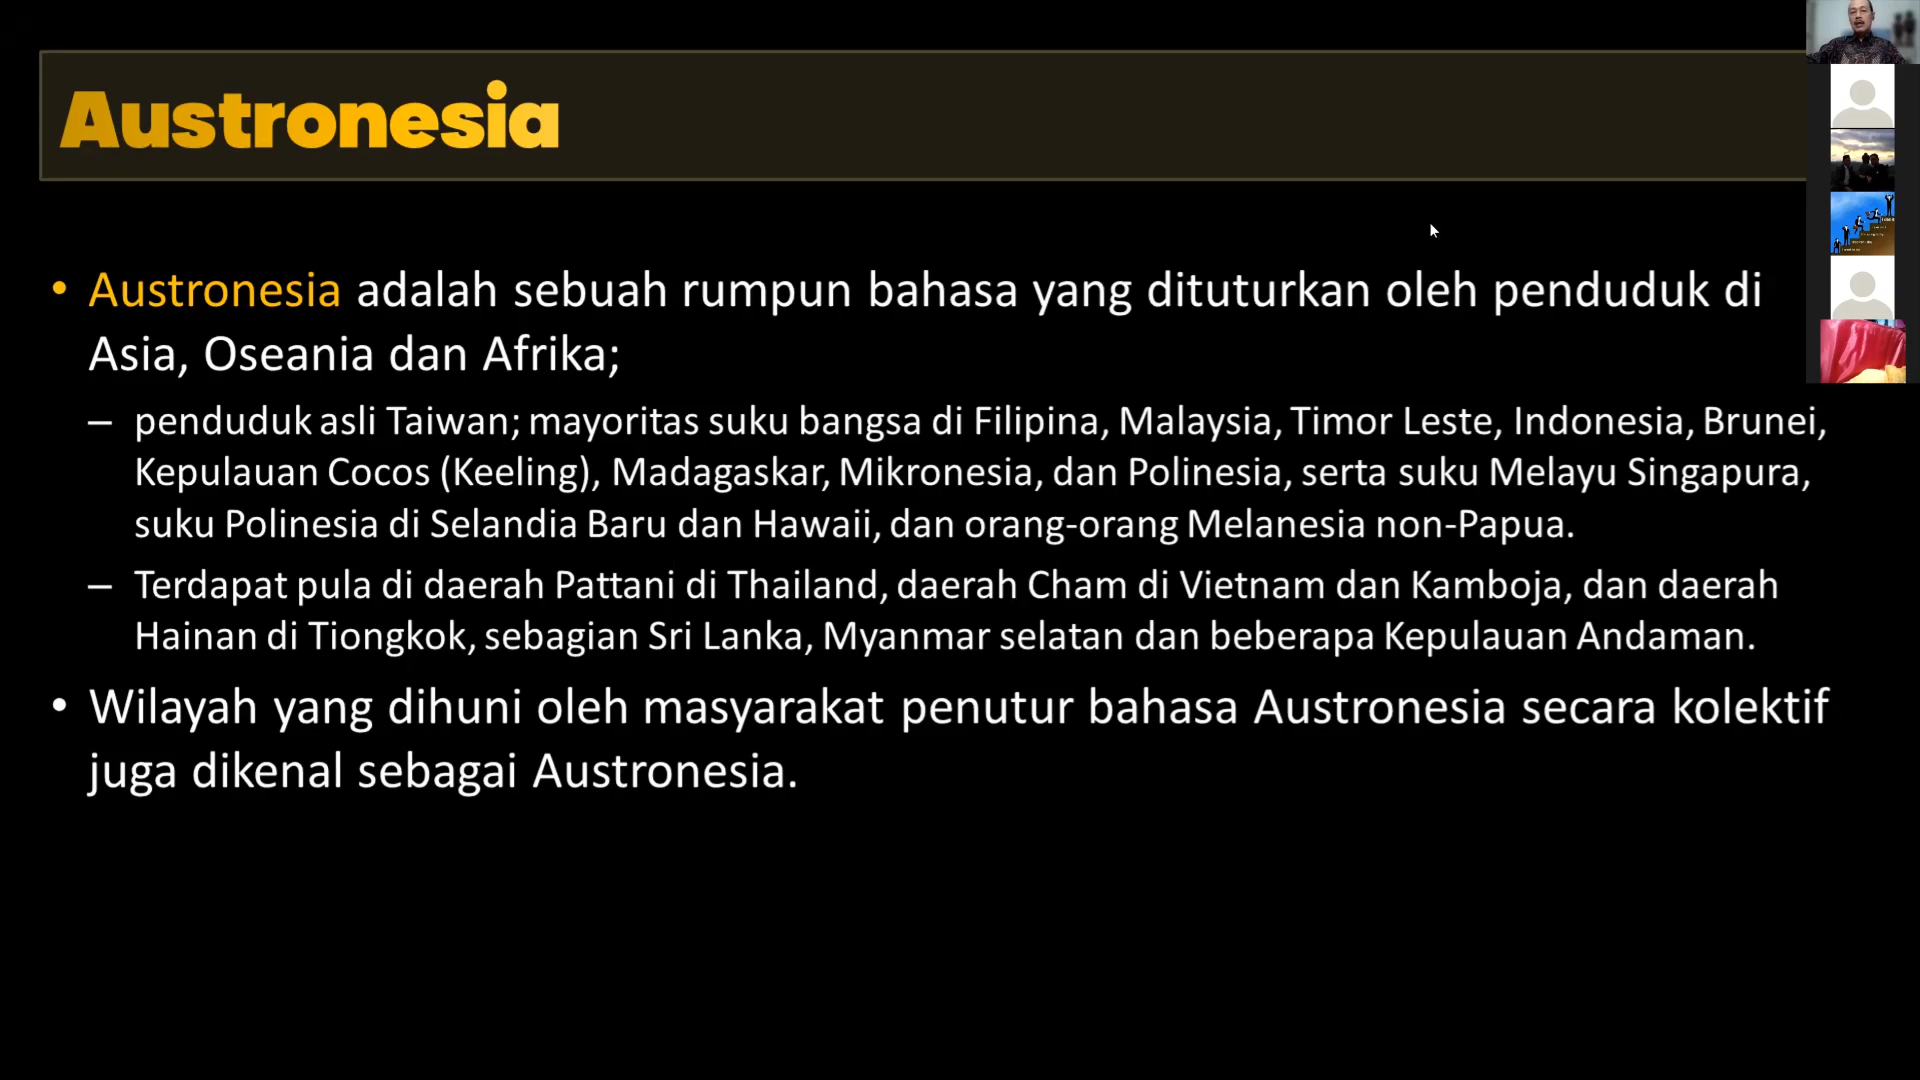 Austronesia
• Austronesia adalah sebuah rumpun bahasa yang dituturkan oleh penduduk di
Asia, Oseania dan Afrika;
– penduduk asli Taiwan; mayoritas suku bangsa di Filipina, Malaysia, Timor Leste, Indonesia, Brunei,
Kepulauan Cocos (Keeling), Madagaskar, Mikronesia, dan Polinesia, serta suku Melayu Singapura,
suku Polinesia di Selandia Baru dan Hawaii, dan orang-orang Melanesia non-Papua.
– Terdapat pula di daerah Pattani di Thailand, daerah Cham di Vietnam dan Kamboja, dan daerah
Hainan di Tiongkok, sebagian Sri Lanka, Myanmar selatan dan beberapa Kepulauan Andaman.
• Wilayah yang dihuni oleh masyarakat penutur bahasa Austronesia secara kolektif
juga dikenal sebagai Austronesia.